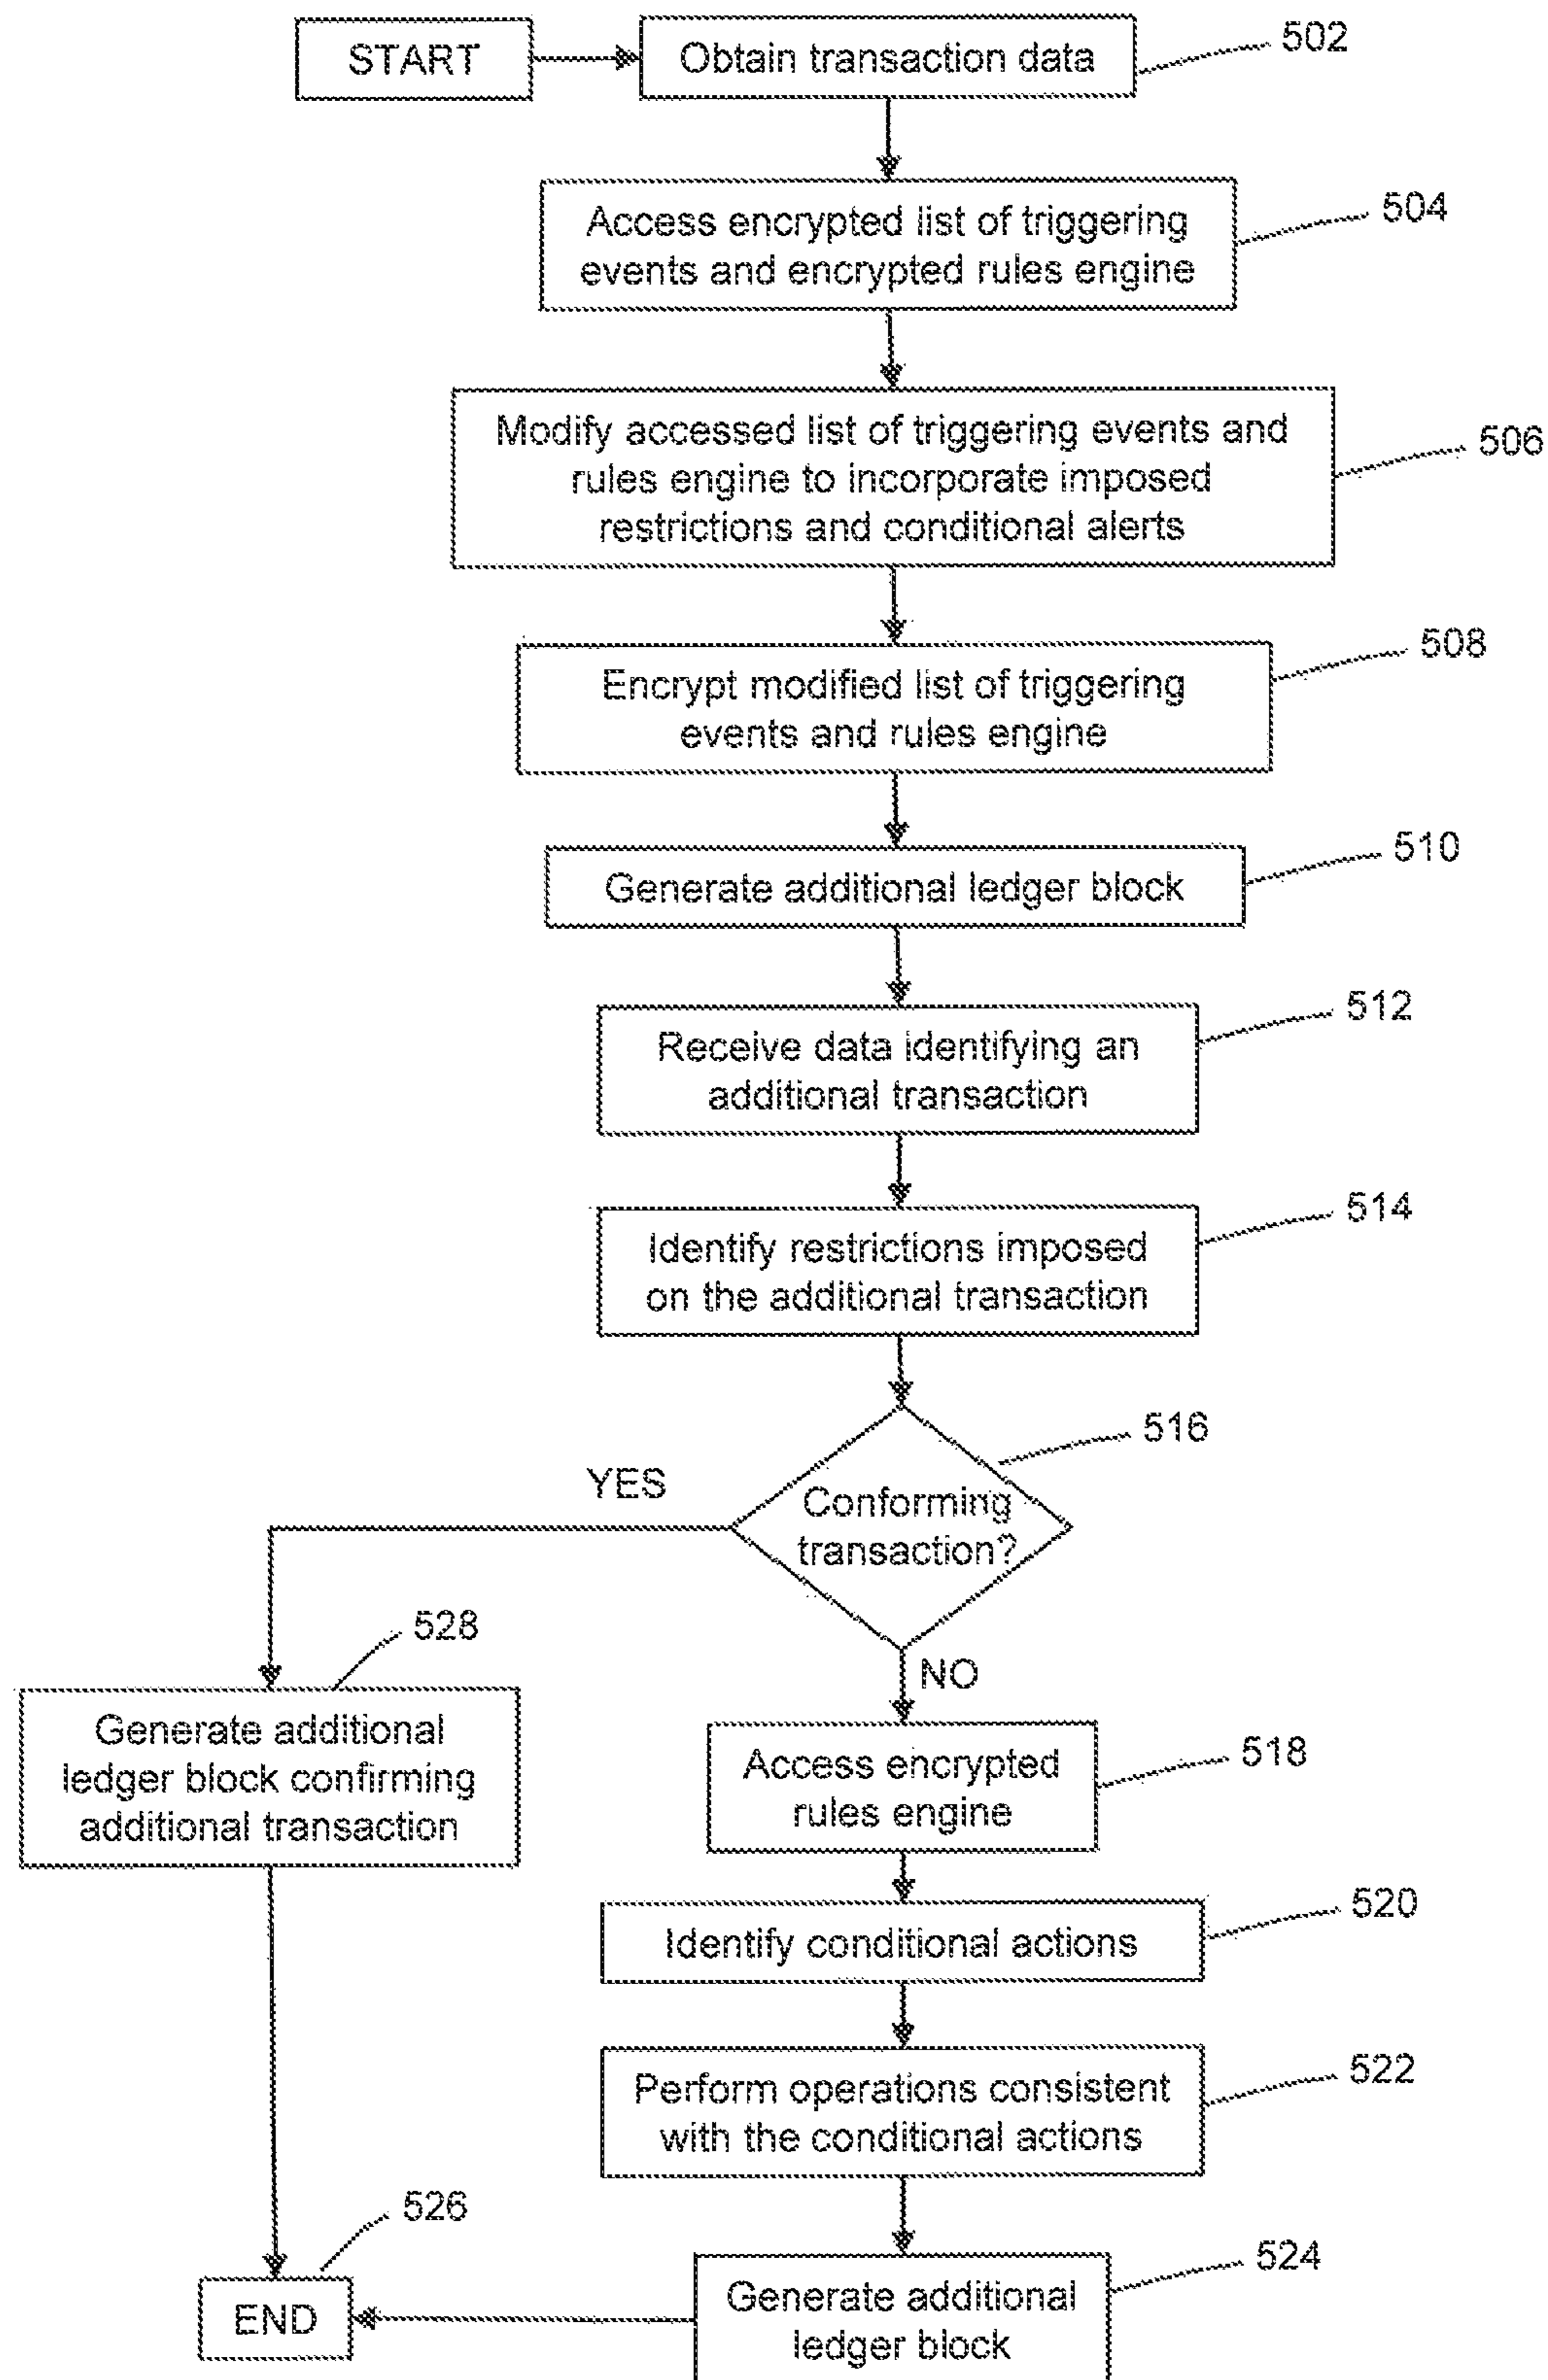 START
Obtain transaction data
502
Access encrypted list of triggering
events and encrypted rules engine
504
Modify accessed list of triggering events and
rules engine to incorporate imposed
restrictions and conditional alerts
506
Encrypt modified list of triggering
events and rules engine
508
Generate additional ledger block
510
Receive data identifying an
additional transaction
512
Identify restrictions imposed
on the additional transaction
514
Conforming
transaction?
516
YES
NO
528
Generate additional
ledger block confirming
additional transaction
Access encrypted
rules engine
518
Identify conditional actions
520
Perform operations consistent
with the conditional actions
522
526
END
Generate additional
ledger block
524